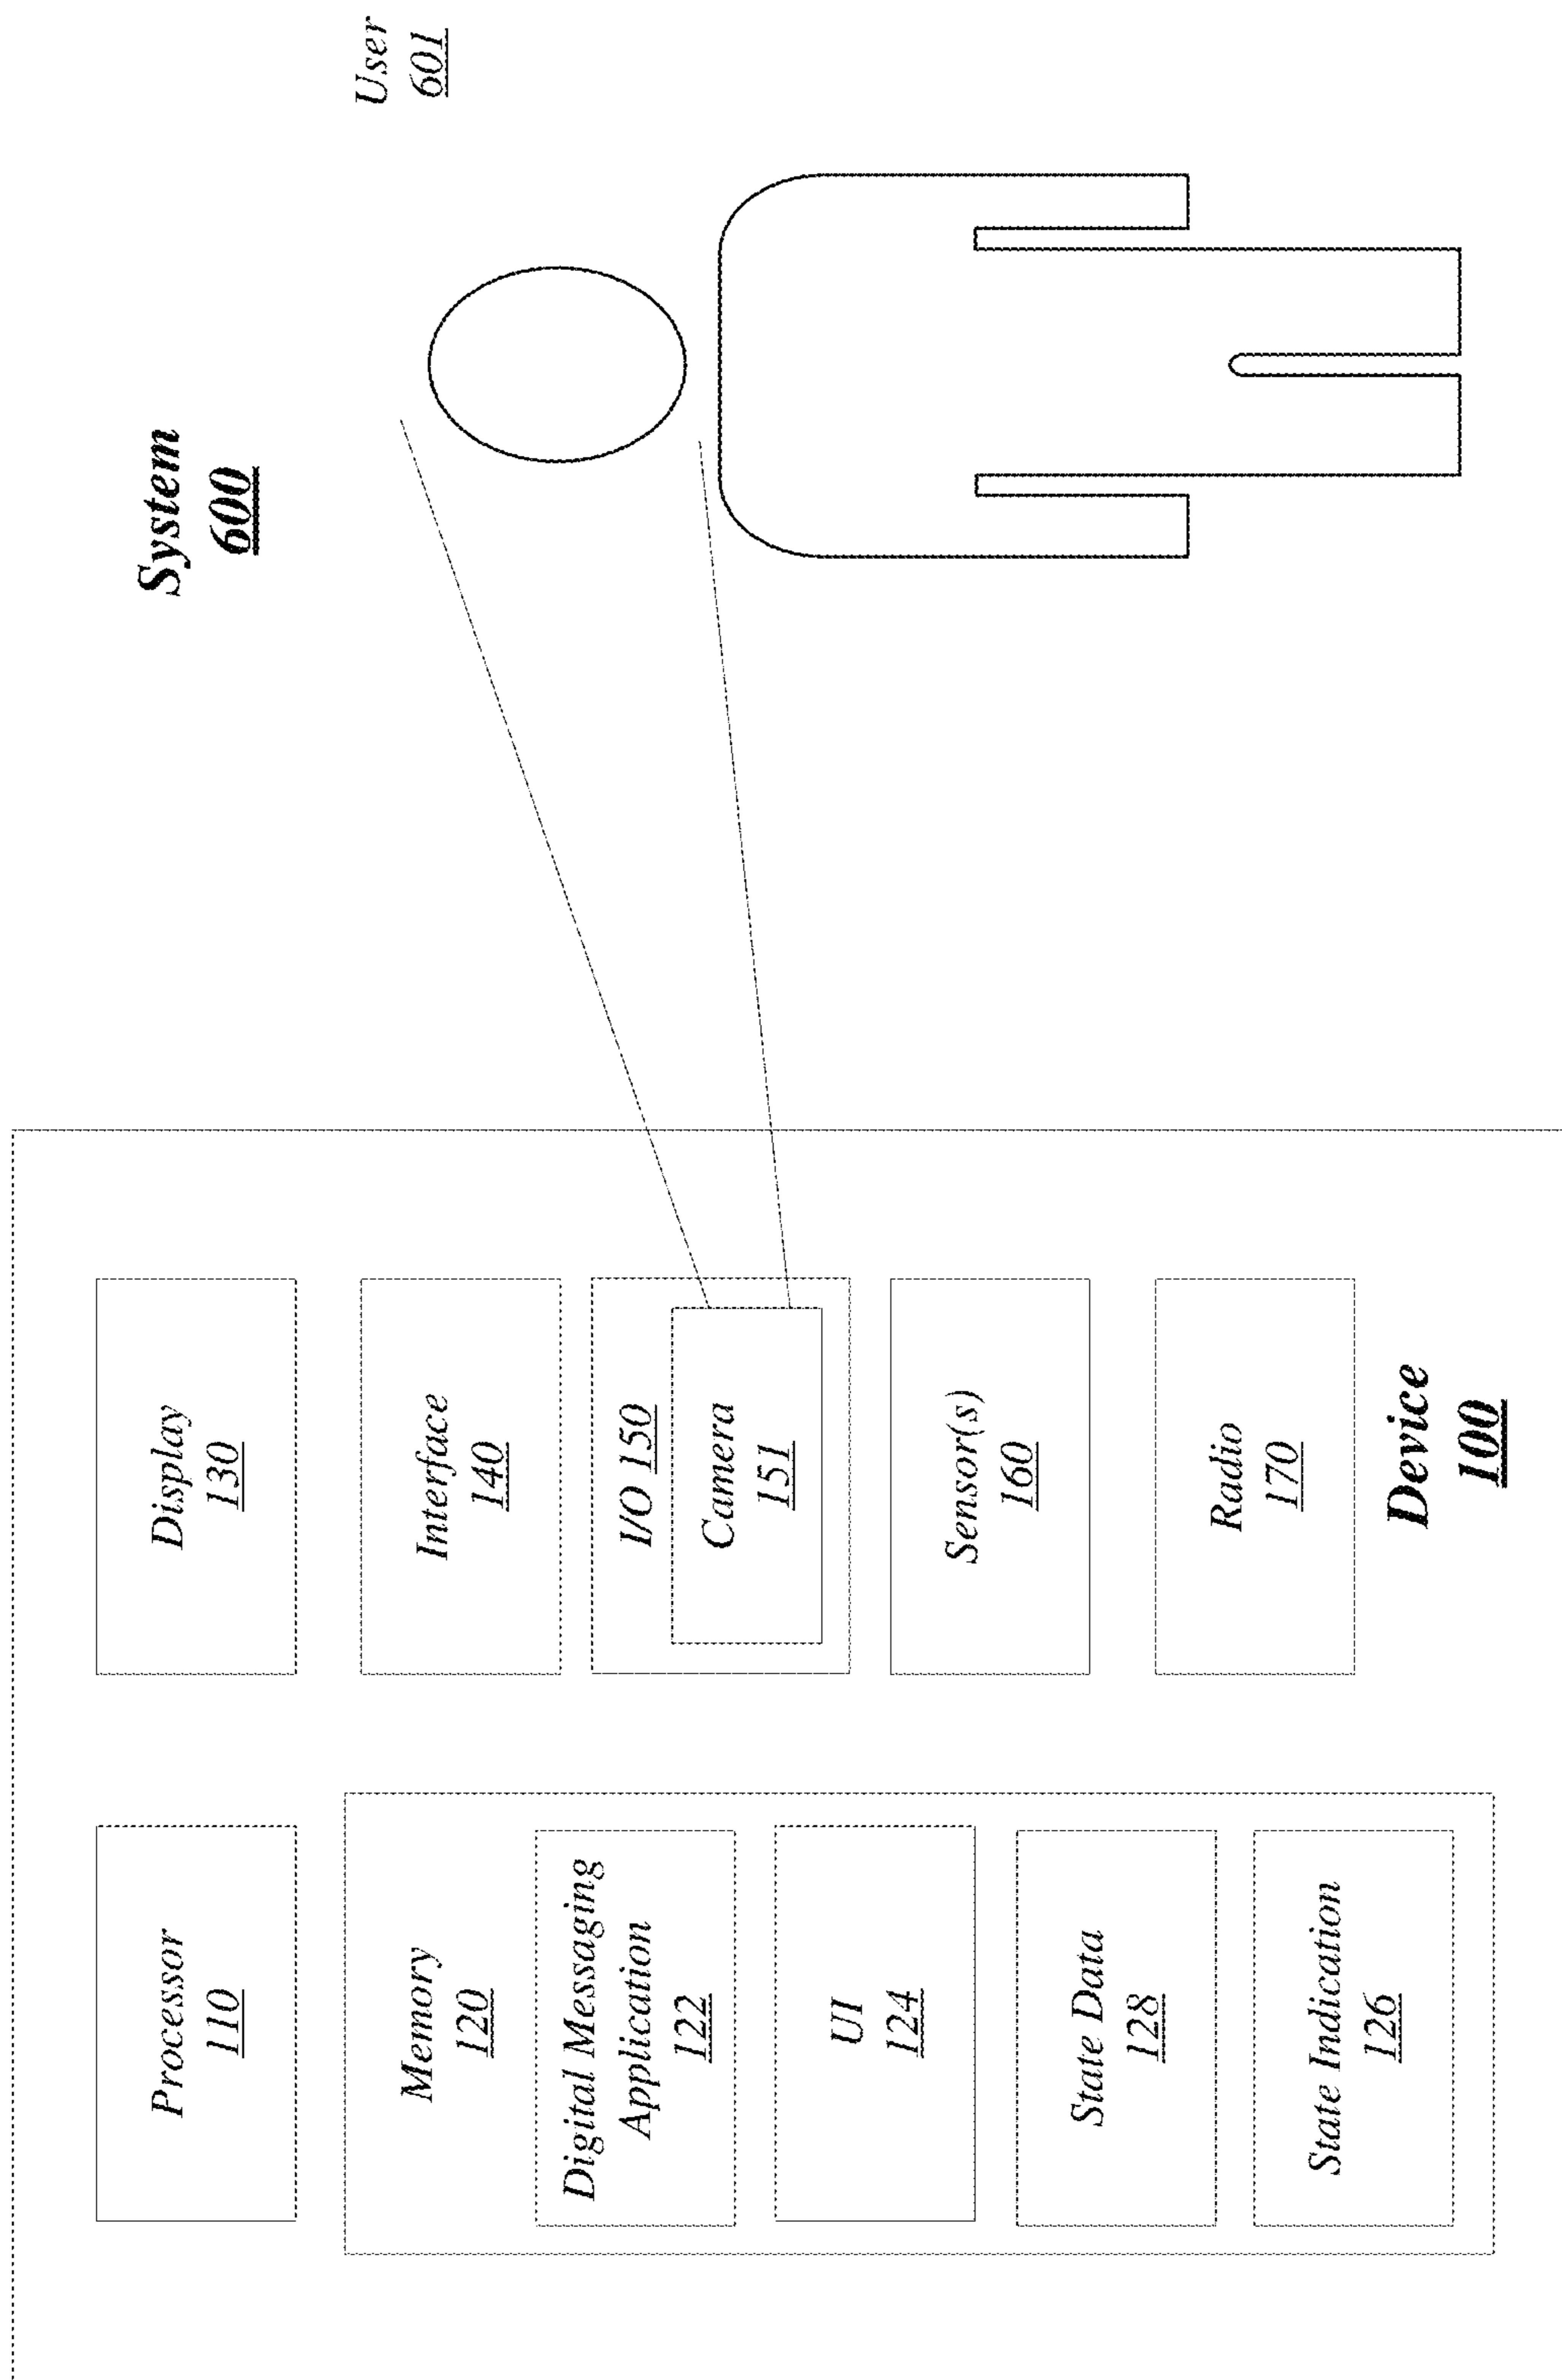 System
600
User
601
Processor
110
Memory
120
Digital Messaging
Application
122
UI
124
State Data
128
State Indication
126
Display
130
Interface
140
I/O 150
Camera
151
Sensor(s)
160
Radio
170
Device
100